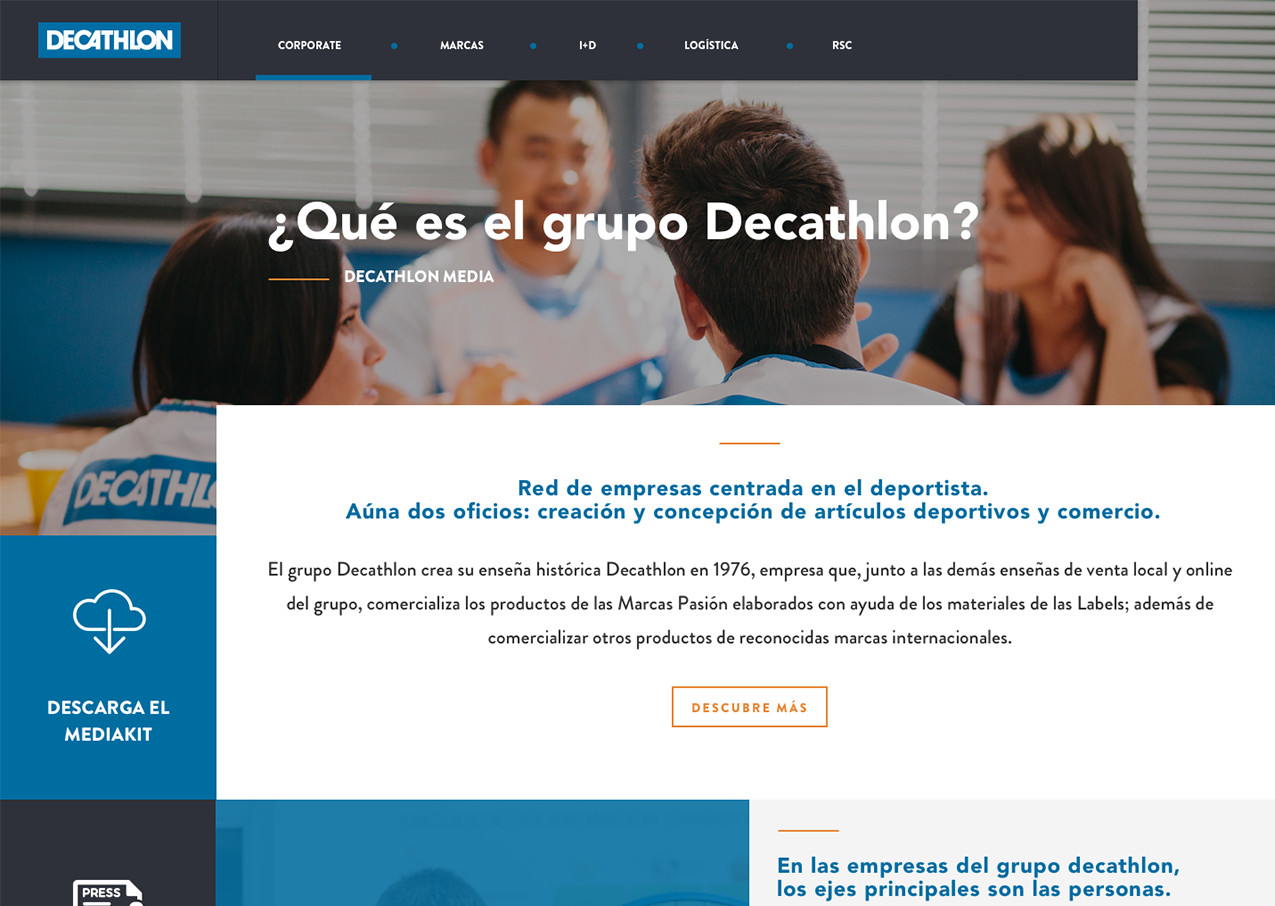 DECATHLON
CORPORATE
MARCAS
I+D
LOGÍSTICA
RSC
¿Qué es el grupo Decathlon?
DECATHLON MEDIA
DECATHL
Red de empresas centrada en el deportista.
Aúna dos oficios: creación y concepción de artículos deportivos y comercio.
El grupo Decathlon crea su enseña histórica Decathlon en 1976, empresa que, junto a las demás enseñas de venta local y online
del grupo, comercializa los productos de las Marcas Pasión elaborados con ayuda de los materiales de las Labels; además de
comercializar otros productos de reconocidas marcas internacionales.
DESCUBRE MÁS
DESCARGA EL
MEDIAKIT
PRESS
En las empresas del grupo decathlon,
los ejes principales son las personas.